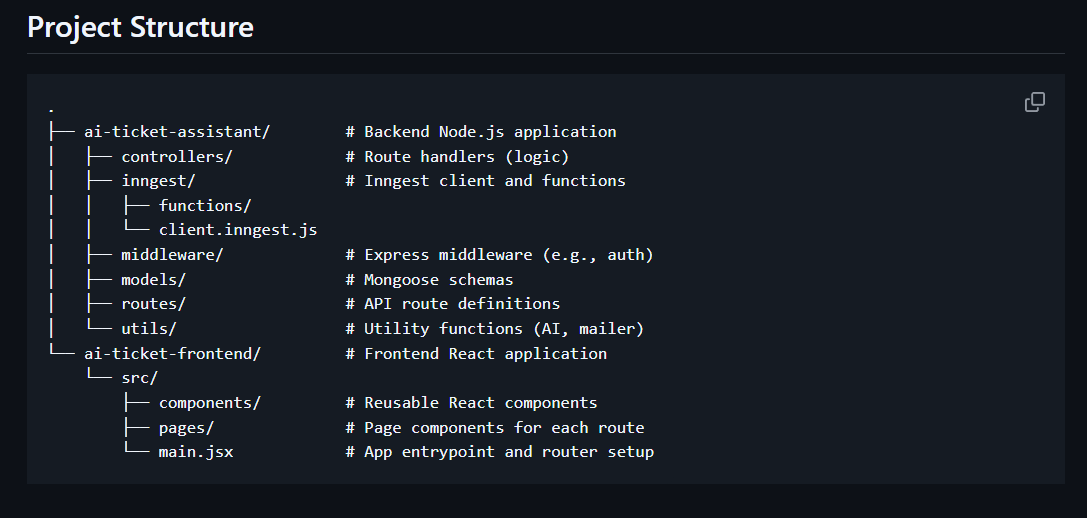 Project Structure
.
├── ai-ticket-assistant/        # Backend Node.js application
│   ├── controllers/            # Route handlers (logic)
│   ├── inngest/                # Inngest client and functions
│   │   ├── functions/
│   │   └── client.inngest.js
│   ├── middleware/             # Express middleware (e.g., auth)
│   ├── models/                 # Mongoose schemas
│   ├── routes/                 # API route definitions
│   └── utils/                  # Utility functions (AI, mailer)
└── ai-ticket-frontend/         # Frontend React application
    └── src/
        ├── components/         # Reusable React components
        ├── pages/              # Page components for each route
        └── main.jsx            # App entrypoint and router setup